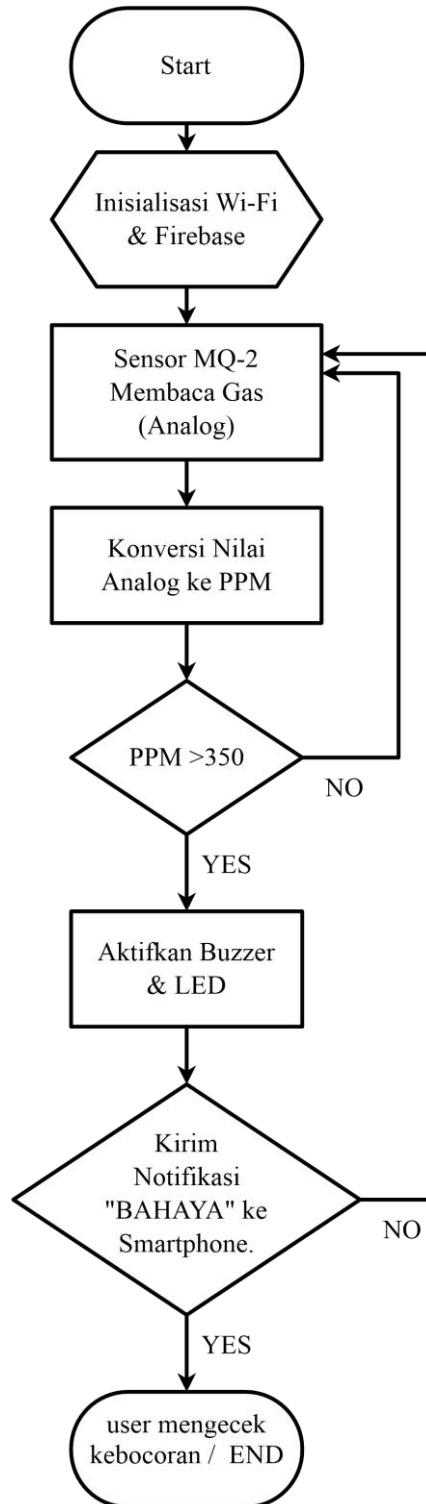 Start
Inisialisasi Wi-Fi
& Firebase
Sensor MQ-2
Membaca Gas
(Analog)
Konversi Nilai
Analog ke PPM
PPM >350
NO
YES
Aktifkan Buzzer
& LED
Kirim
Notifikasi
"BAHAYA" ke
Smartphone.
NO
YES
user mengecek
kebocoran / END